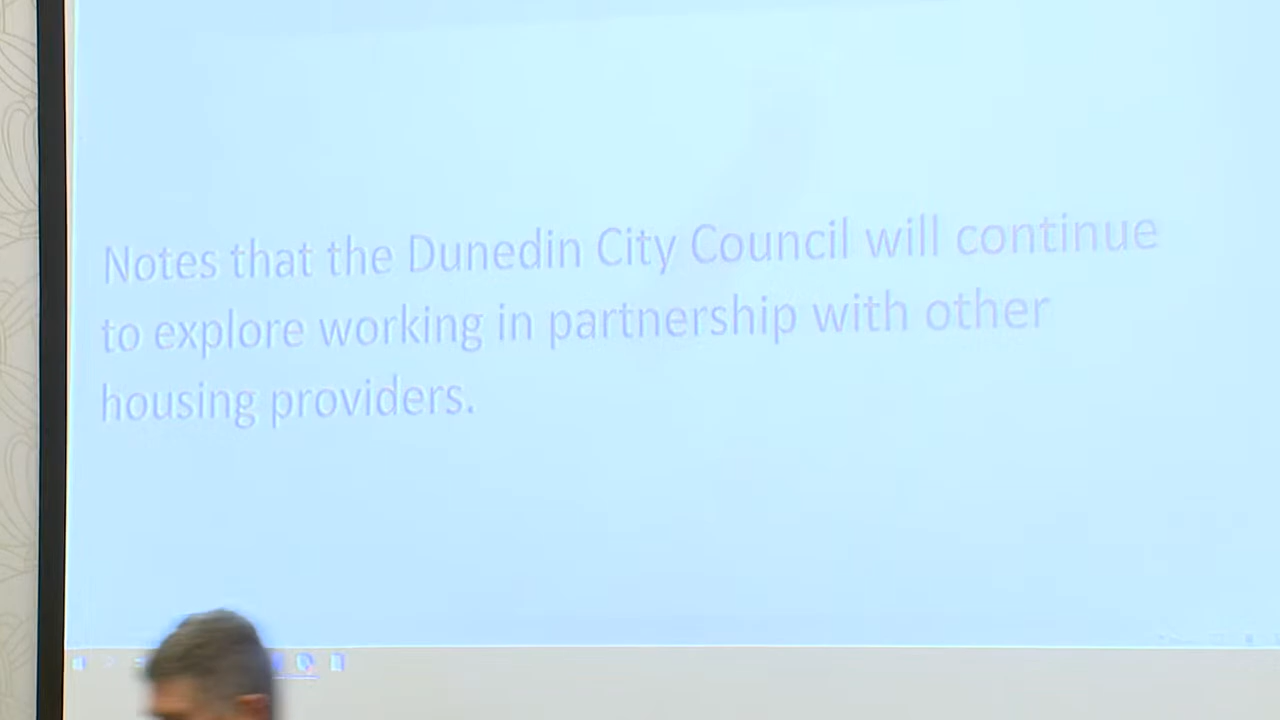 Notes that the Dunedin City Council will continue
to explore working in partnership with other
housing providers.